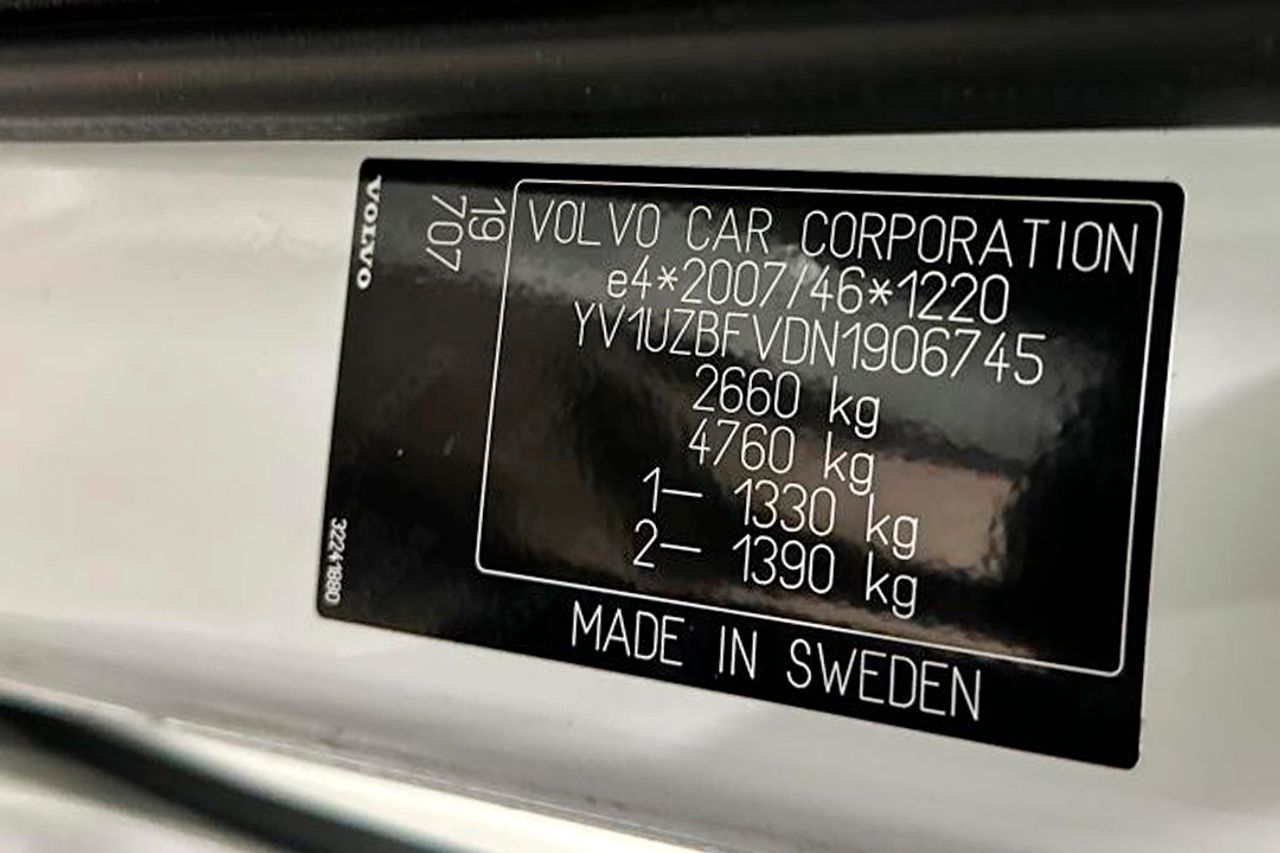 VOLVO
19
707
VOLVO CAR CORPORATION
e4*2007/46*1220
YV1UZBFVDN1906745
2660 kg
4760 kg
1— 1330 kg
2— 1390 kg
MADE IN SWEDEN
32241880